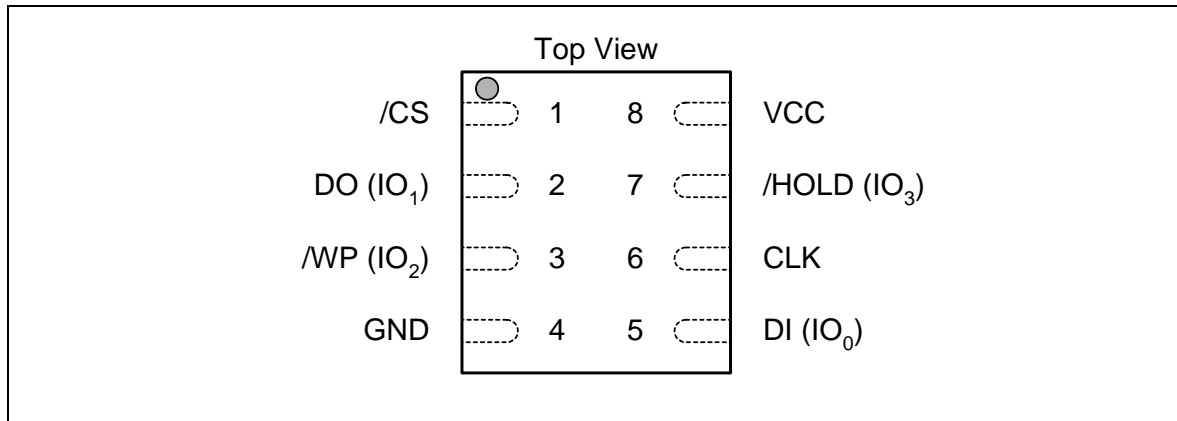 Top View
/CS 1 8 VCC
DO (IO₁) 2 7 /HOLD (IO₃)
/WP (IO₂) 3 6 CLK
GND 4 5 DI (IO₀)